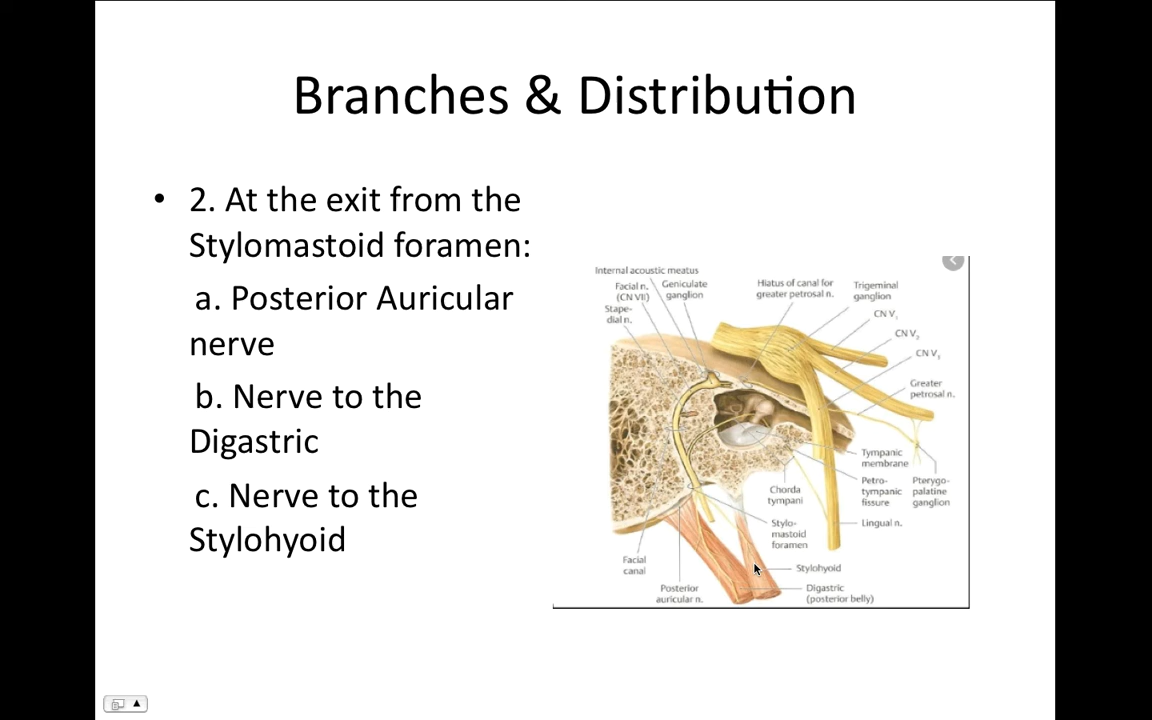 Branches & Distribution
• 2. At the exit from the
Stylomastoid foramen:
a. Posterior Auricular
nerve
b. Nerve to the
Digastric
c. Nerve to the
Stylohyoid
Internal acoustic meatus
Facial n.
(CN VII)
Geniculate
ganglion
Stape-
dial n.
Hiatus of canal for
greater petrosal n.
Trigeminal
ganglion
CN V₁
CN V₂
CN V₃
Greater
petrosal n.
Tympanic
membrane
Petro-
tympanic
fissure
Pterygo-
palatine
ganglion
Chorda
tympani
Lingual n.
Stylo-
mastoid
foramen
Facial
canal
Stylohyoid
Posterior
auricular n.
Digastric
(posterior belly)